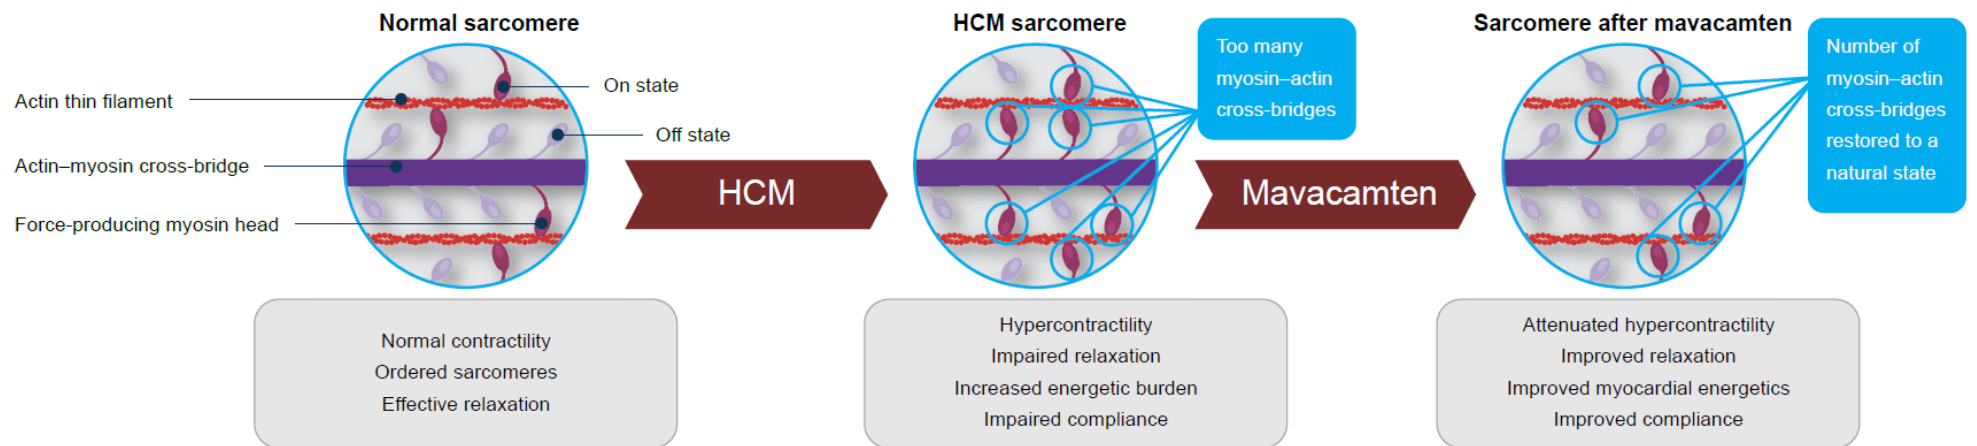 Normal sarcomere
Actin thin filament
On state
Off state
Actin–myosin cross-bridge
Force-producing myosin head
Normal contractility
Ordered sarcomeres
Effective relaxation
HCM
HCM sarcomere
Too many
myosin–actin
cross-bridges
Hypercontractility
Impaired relaxation
Increased energetic burden
Impaired compliance
Mavacamten
Sarcomere after mavacamten
Number of
myosin–actin
cross-bridges
restored to a
natural state
Attenuated hypercontractility
Improved relaxation
Improved myocardial energetics
Improved compliance